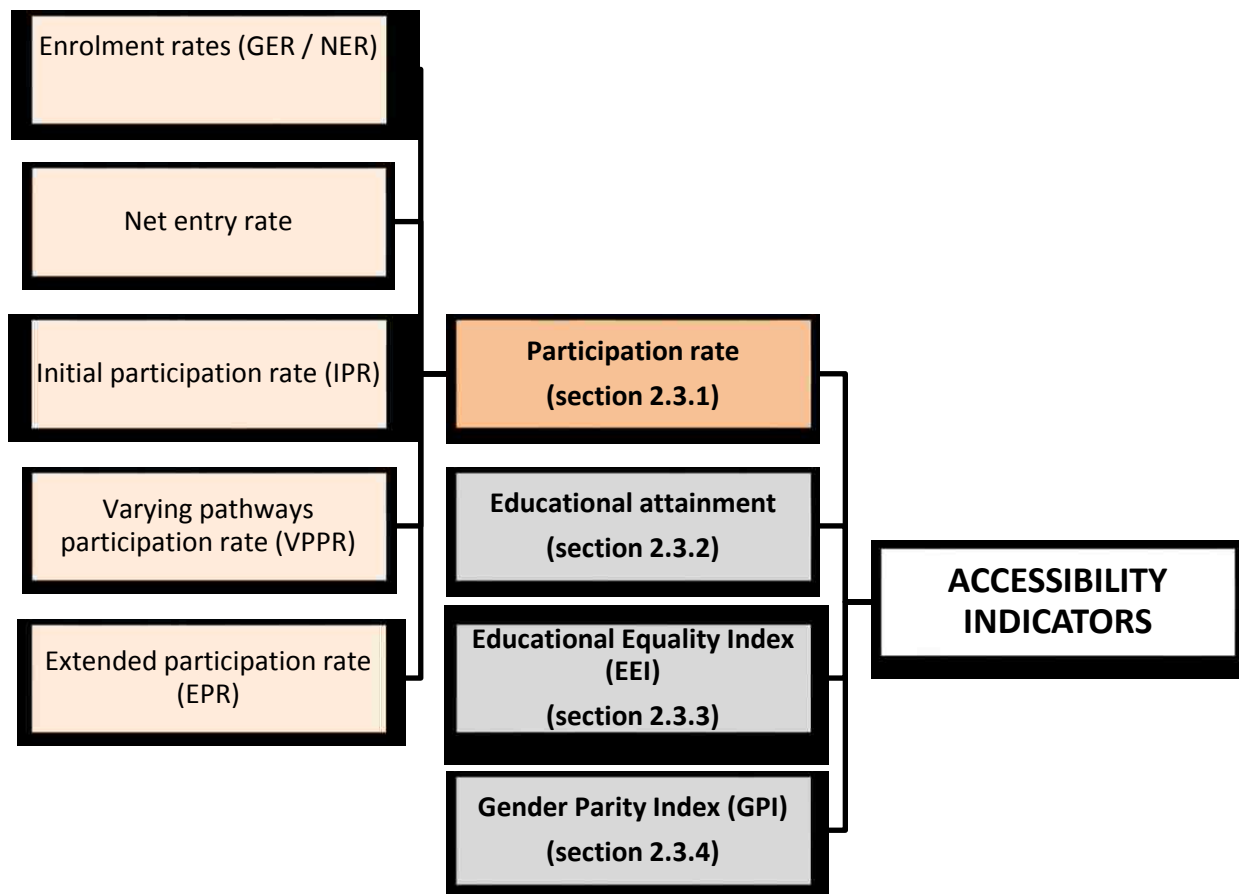 Enrolment rates (GER / NER)
Net entry rate
Initial participation rate (IPR)
Varying pathways
participation rate (VPPR)
Extended participation rate
(EPR)
Participation rate
(section 2.3.1)
Educational attainment
(section 2.3.2)
Educational Equality Index
(EEI)
(section 2.3.3)
Gender Parity Index (GPI)
(section 2.3.4)
ACCESSIBILITY
INDICATORS